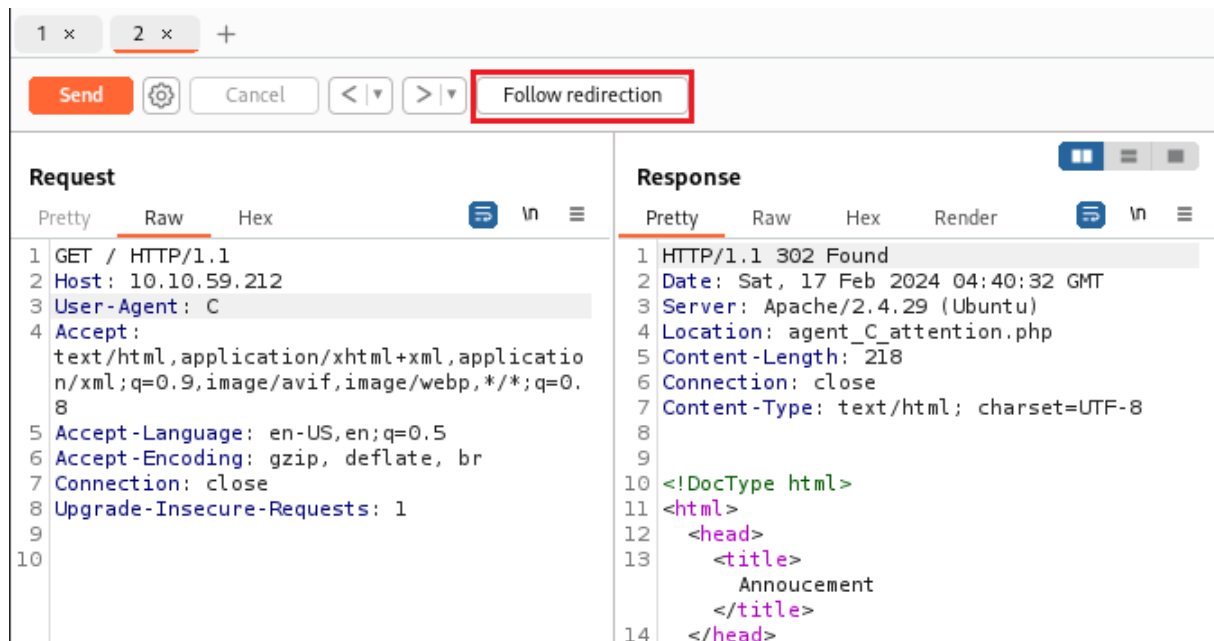 1 × 2 × +
Send Cancel < ▼ > ▼ Follow redirection
Request
Pretty Raw Hex \n
1 GET / HTTP/1.1
2 Host: 10.10.59.212
3 User-Agent: C
4 Accept:
text/html,application/xhtml+xml,applicatio
n/xml;q=0.9,image/avif,image/webp,*/*;q=0.
8
5 Accept-Language: en-US,en;q=0.5
6 Accept-Encoding: gzip, deflate, br
7 Connection: close
8 Upgrade-Insecure-Requests: 1
9
10
Response
Pretty Raw Hex Render \n
1 HTTP/1.1 302 Found
2 Date: Sat, 17 Feb 2024 04:40:32 GMT
3 Server: Apache/2.4.29 (Ubuntu)
4 Location: agent_C_attention.php
5 Content-Length: 218
6 Connection: close
7 Content-Type: text/html; charset=UTF-8
8
9
10 <!DocType html>
11 <html>
12 <head>
13 <title>
Annoucement
</title>
14 </head>